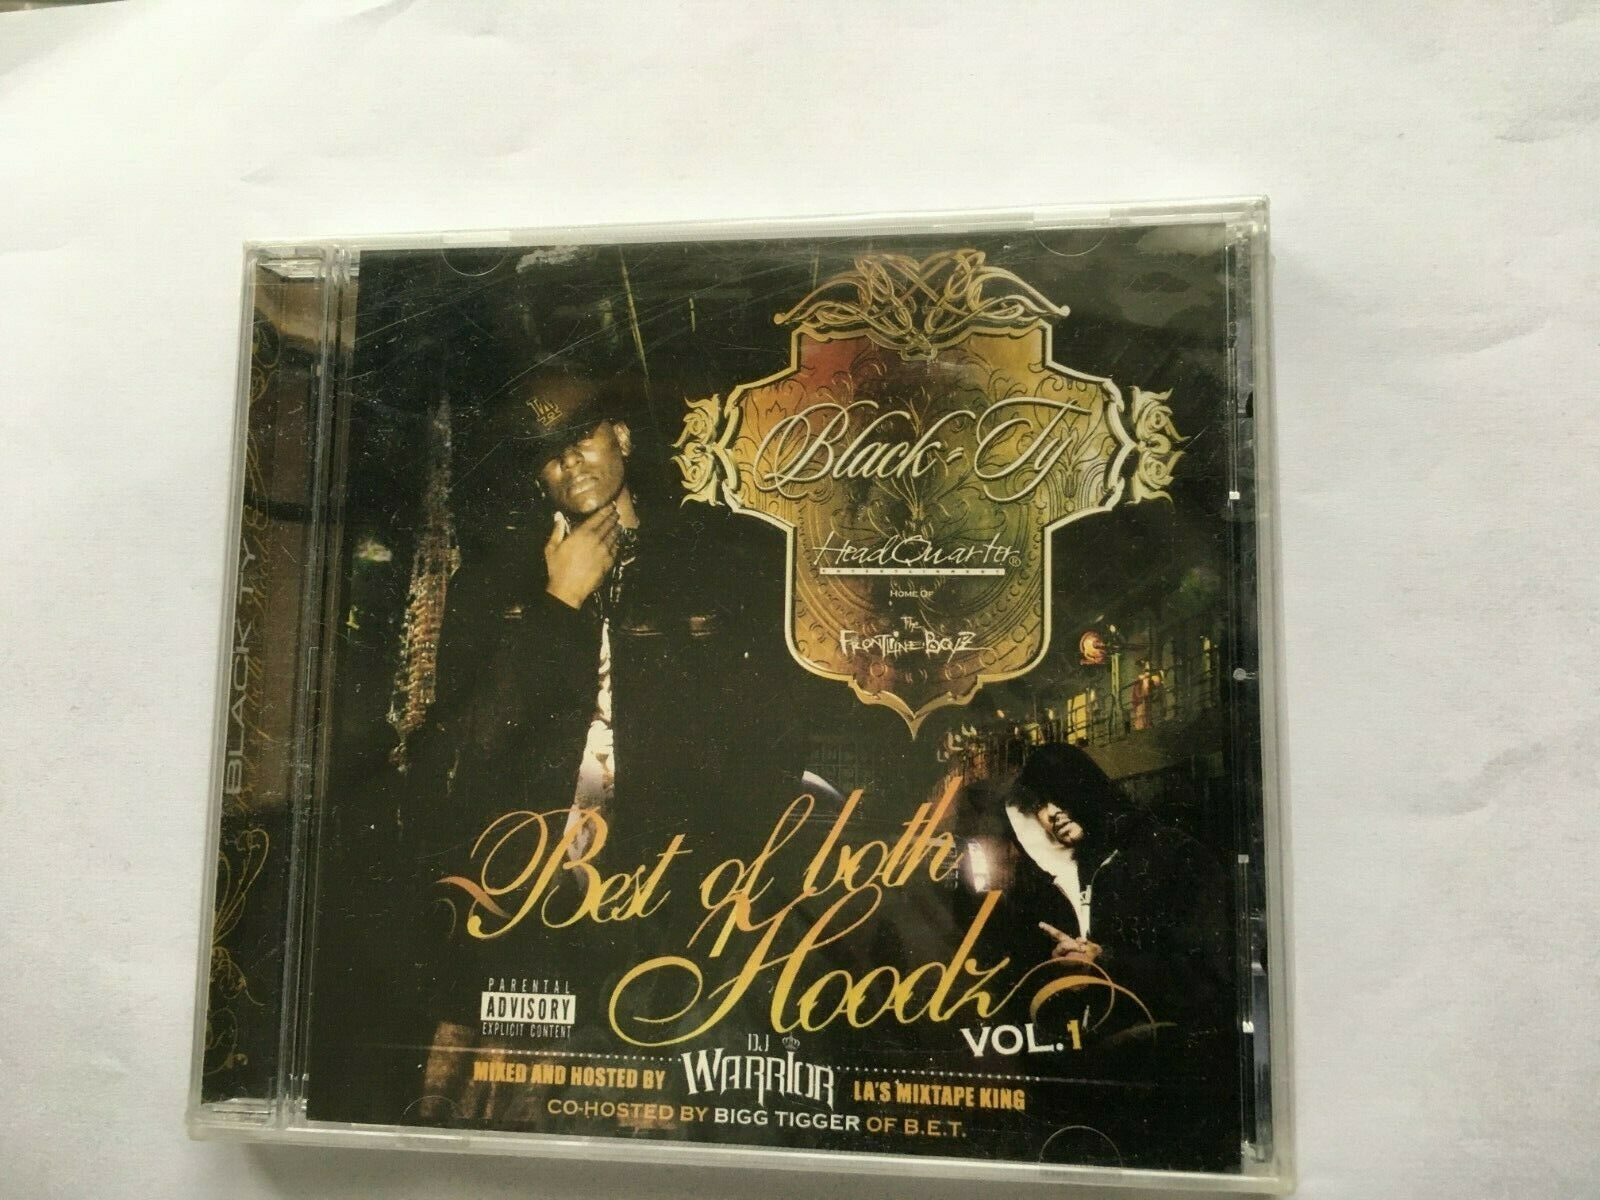 BLACK TY
Black-Ty
HeadQuarter®
ENTERTAINMENT
HOME OF
The
FRONTLINE BOYZ
Best of both
Hoodz
VOL.1
PARENTAL
ADVISORY
EXPLICIT CONTENT
DJ
MIXED AND HOSTED BY WARRIOR LA'S MIXTAPE KING
CO-HOSTED BY BIGG TIGGER OF B.E.T.